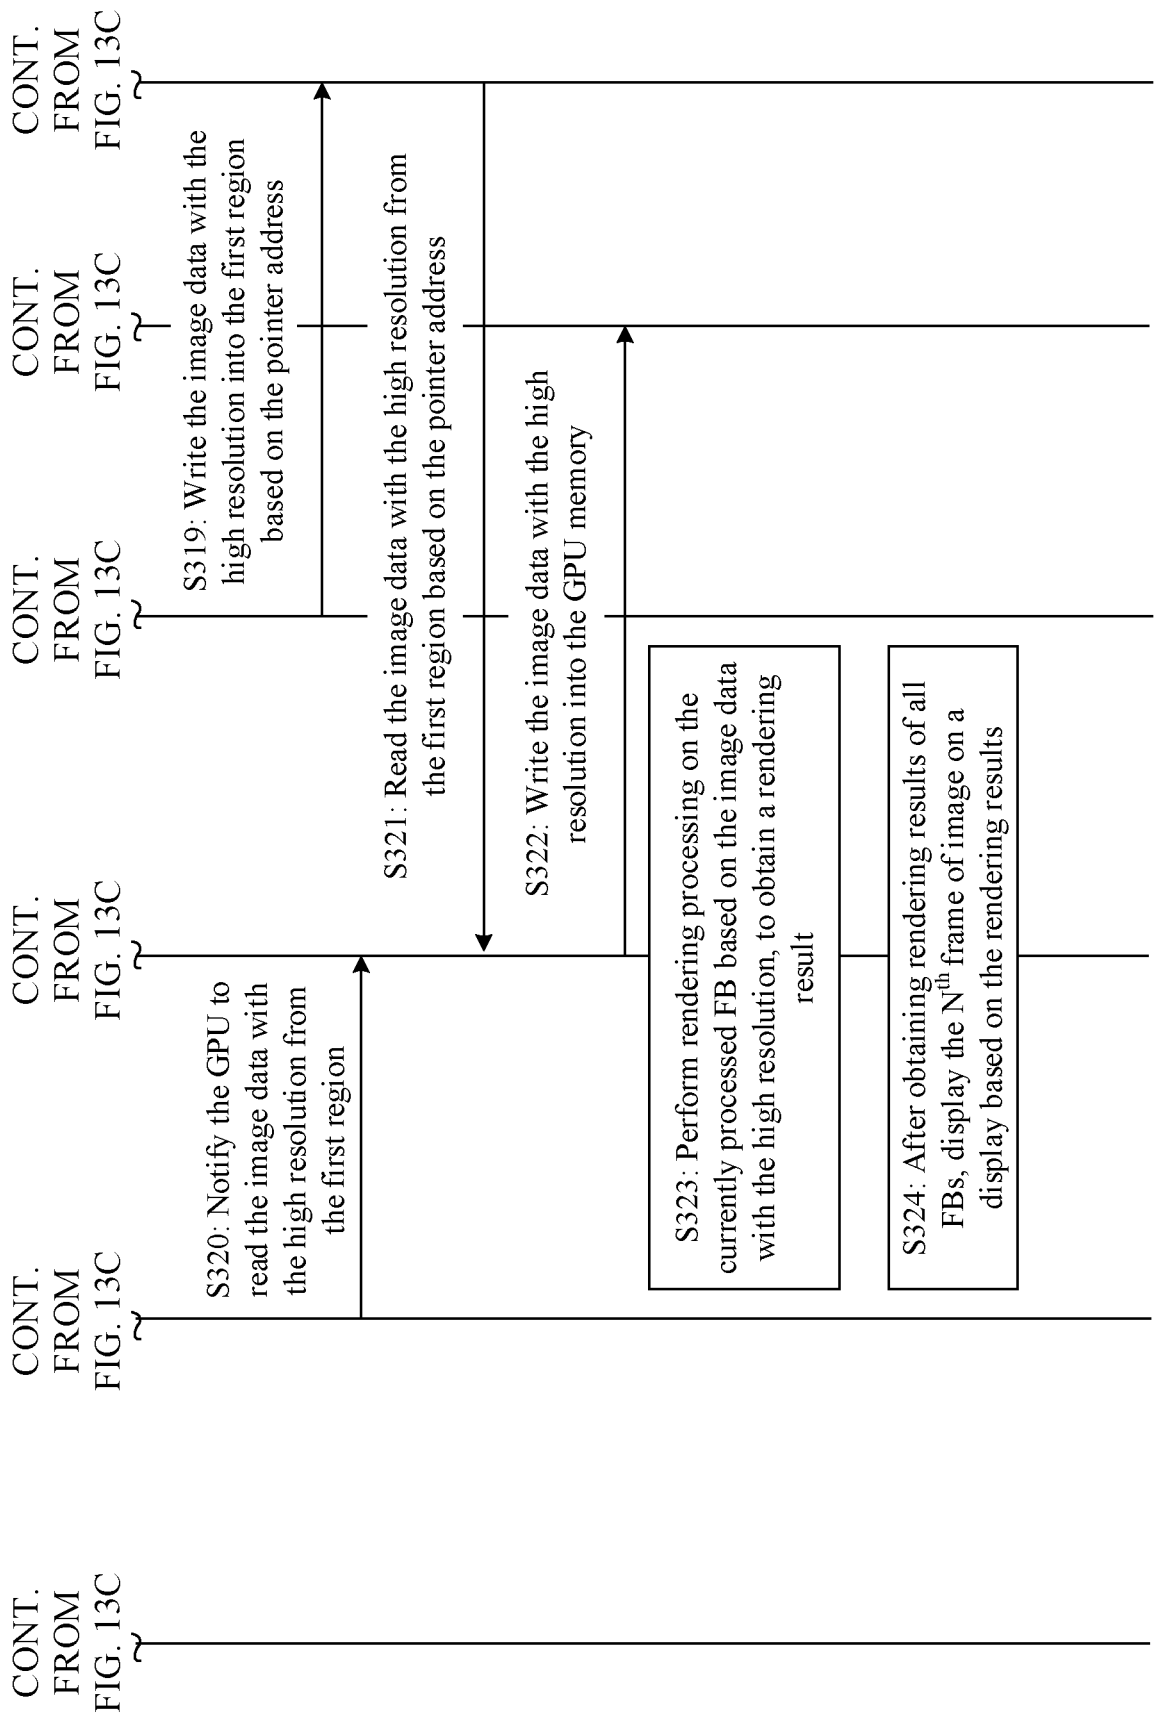 CONT.
FROM
FIG. 13C
CONT.
FROM
FIG. 13C
CONT.
FROM
FIG. 13C
CONT.
FROM
FIG. 13C
CONT.
FROM
FIG. 13C
CONT.
FROM
FIG. 13C
S319: Write the image data with the
high resolution into the first region
based on the pointer address
S320: Notify the GPU to
read the image data with
the high resolution from
the first region
S321: Read the image data with the high resolution from
the first region based on the pointer address
S322: Write the image data with the high
resolution into the GPU memory
S323: Perform rendering processing on the
currently processed FB based on the image data
with the high resolution, to obtain a rendering
result
S324: After obtaining rendering results of all
FBs, display the Nth frame of image on a
display based on the rendering results